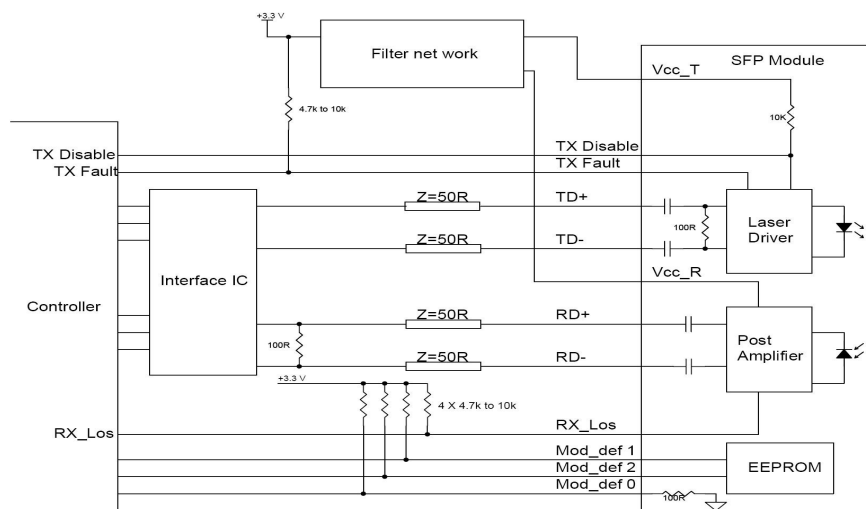 +3.3 V
Filter net work
SFP Module
Vcc_T
4.7k to 10k
10K
TX Disable
TX Disable
TX Fault
TX Fault
Z=50R
TD+
100R
Laser
Driver
Z=50R
TD-
Interface IC
Vcc_R
Controller
Z=50R
RD+
100R
Post
Amplifier
Z=50R
RD-
+3.3 V
4 X 4.7k to 10k
RX_Los
RX_Los
Mod_def 1
EEPROM
Mod_def 2
Mod_def 0
100R